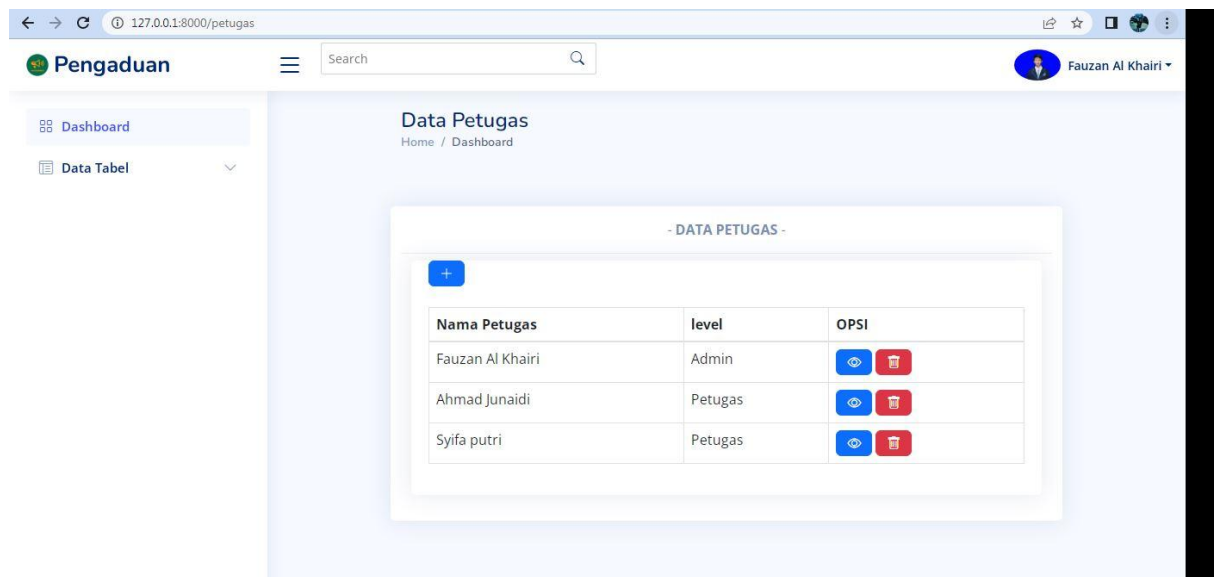 127.0.0.1:8000/petugas
Pengaduan
Search
Fauzan Al Khairi
Dashboard
Data Tabel
Data Petugas
Home / Dashboard
- DATA PETUGAS -
+
Nama Petugas level OPSI
Fauzan Al Khairi Admin
Ahmad Junaidi Petugas
Syifa putri Petugas